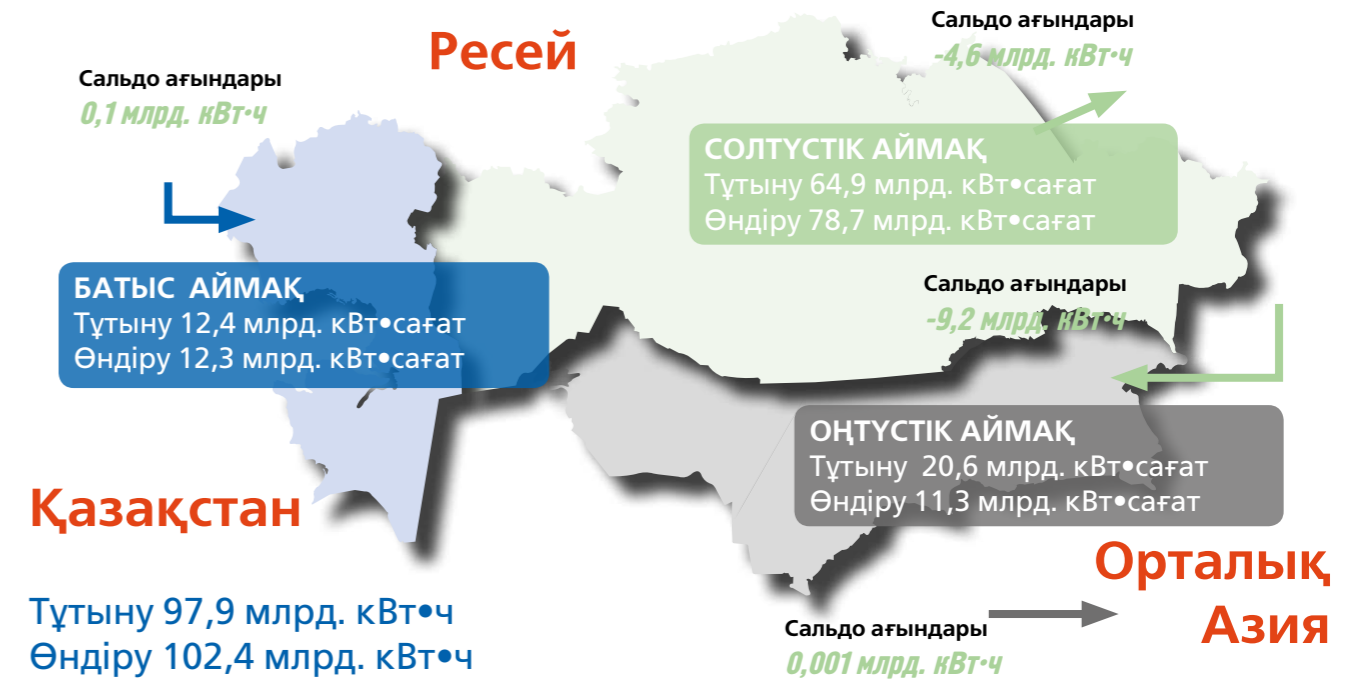 Сальдо ағындары
-4,6 млрд. кВт·ч
Ресей
Сальдо ағындары
0,1 млрд. кВт·ч
СОЛТҮСТІК АЙМАҚ
Тұтыну 64,9 млрд. кВт•сағат
Өндіру 78,7 млрд. кВт•сағат
БАТЫС АЙМАҚ
Тұтыну 12,4 млрд. кВт•сағат
Өндіру 12,3 млрд. кВт•сағат
Сальдо ағындары
-9,2 млрд. кВт·ч
ОҢТҮСТІК АЙМАҚ
Тұтыну 20,6 млрд. кВт•сағат
Өндіру 11,3 млрд. кВт•сағат
Қазақстан
Орталық
Азия
Тұтыну 97,9 млрд. кВт•ч
Өндіру 102,4 млрд. кВт•ч
Сальдо ағындары
0,001 млрд. кВт·ч